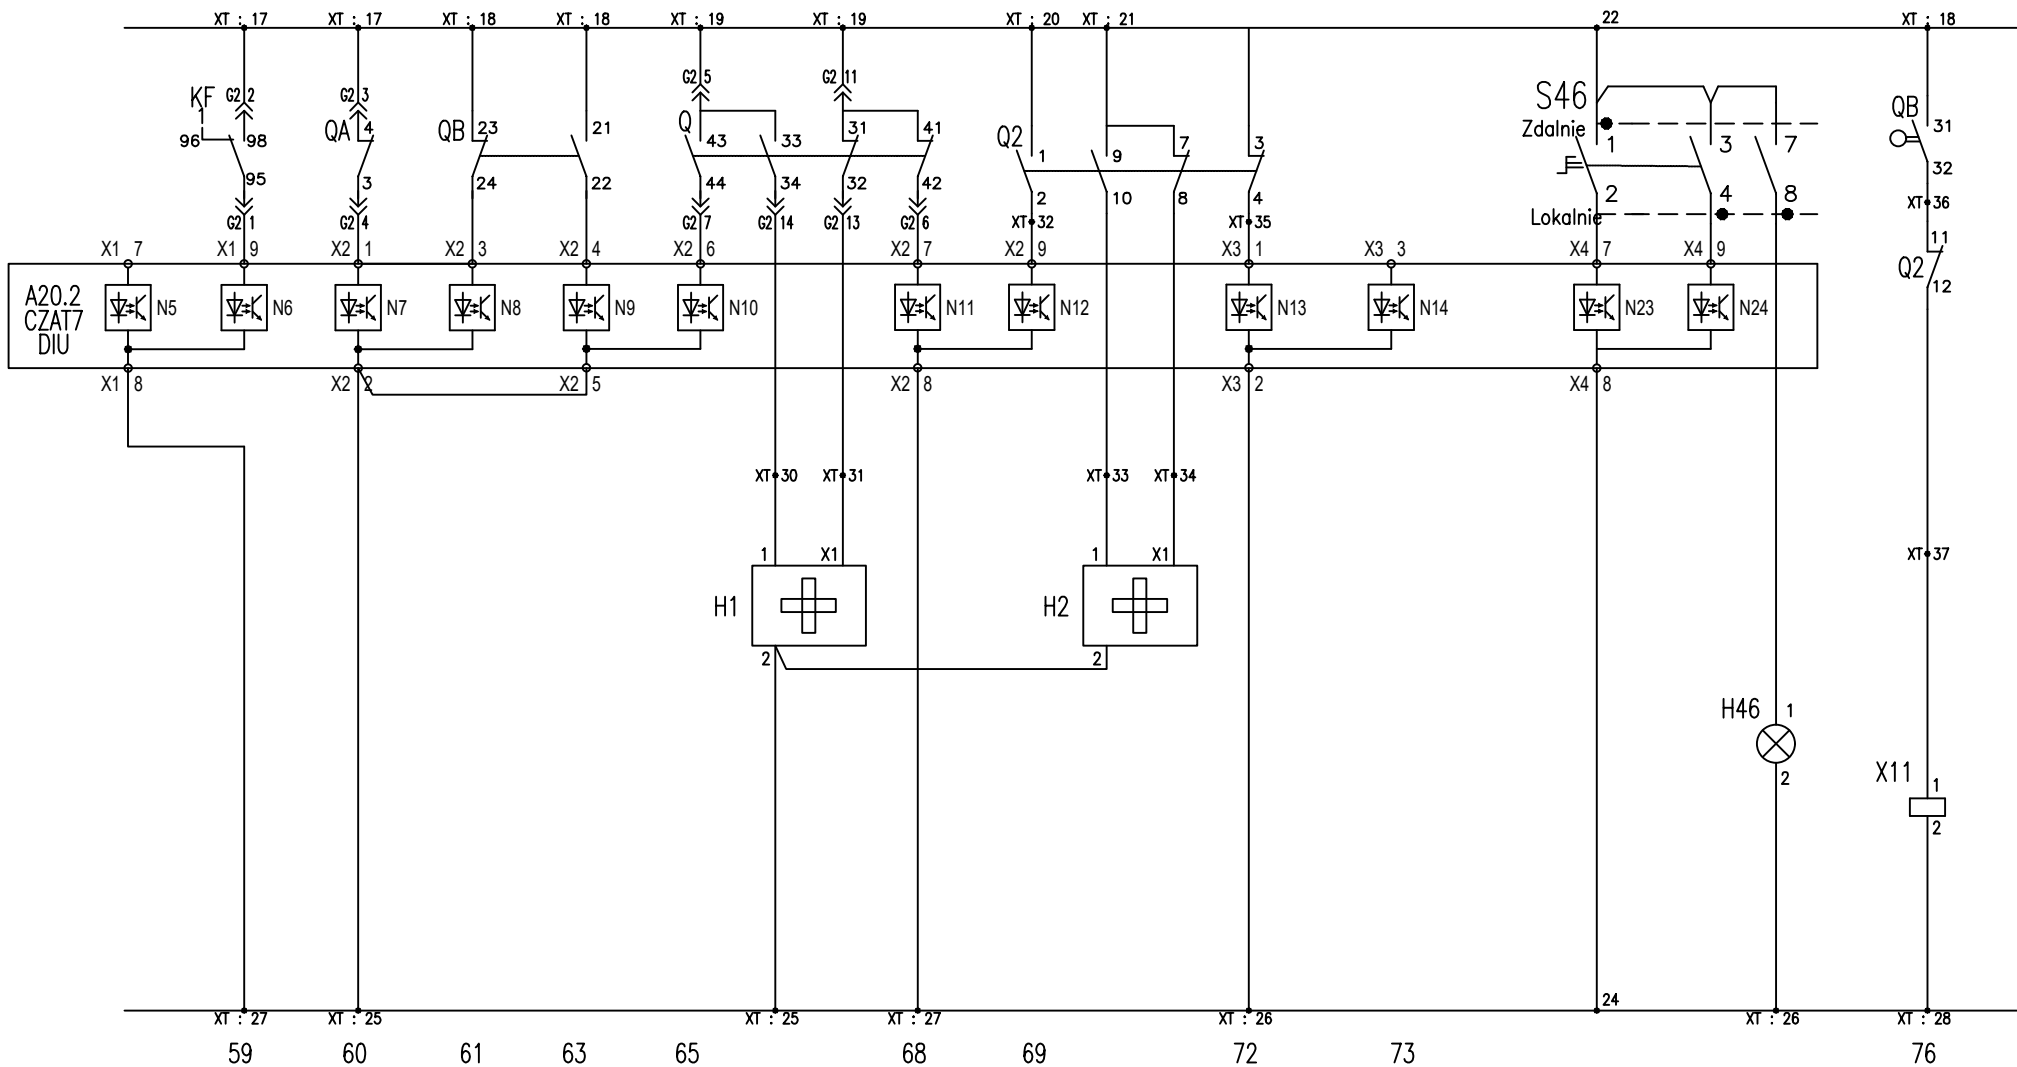 XT : 17 XT : 17 XT : 18 XT : 18 XT : 19 XT : 19 XT : 20 XT : 21 22 XT : 18
G2 5 G2 11
KF G2 2 G2 3 S46 QB
1 QA 4 QB 23 21 Q Q2 Zdalnie 31
96 98 43 33 31 41 1 9 7 3 1 3 7
95 3 24 22 44 34 32 42 2 10 8 4 2 4 8 32
G2 1 G2 4 G2 7 G2 14 G2 13 G2 6 XT 32 XT 35 Lokalnie XT 36
X1 7 X1 9 X2 1 X2 3 X2 4 X2 6 X2 7 X2 9 X3 1 X3 3 X4 7 X4 9 11
Q2
12
A20.2
CZAT7
DIU
N5 N6 N7 N8 N9 N10 N11 N12 N13 N14 N23 N24
X1 8 X2 2 X2 5 X2 8 X3 2 X4 8
XT 30 XT 31 XT 33 XT 34
1 X1 1 X1 XT 37
H1 H2
2 2
H46 1
2
X11 1
2
24
XT : 27 XT : 25 XT : 25 XT : 27 XT : 26 XT : 26 XT : 28
59 60 61 63 65 68 69 72 73 76